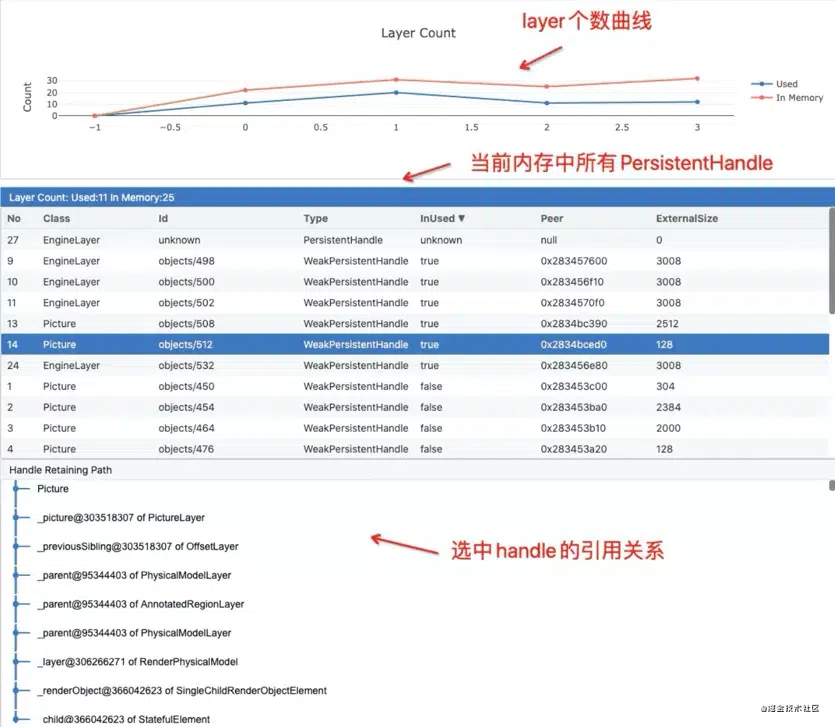 layer个数曲线
Layer Count
Count
30
20
10
0
−1 −0.5 0 0.5 1 1.5 2 2.5 3
Used
In Memory
当前内存中所有PersistentHandle
Layer Count: Used:11 In Memory:25
No Class Id Type InUsed▼ Peer ExternalSize
27 EngineLayer unknown PersistentHandle unknown null 0
9 EngineLayer objects/498 WeakPersistentHandle true 0x283457600 3008
10 EngineLayer objects/500 WeakPersistentHandle true 0x283456f10 3008
11 EngineLayer objects/502 WeakPersistentHandle true 0x2834570f0 3008
13 Picture objects/508 WeakPersistentHandle true 0x2834bc390 2512
14 Picture objects/512 WeakPersistentHandle true 0x2834bced0 128
24 EngineLayer objects/532 WeakPersistentHandle true 0x283456e80 3008
1 Picture objects/450 WeakPersistentHandle false 0x283453c00 304
2 Picture objects/454 WeakPersistentHandle false 0x283453ba0 2384
3 Picture objects/464 WeakPersistentHandle false 0x283453b10 2000
4 Picture objects/476 WeakPersistentHandle false 0x283453a20 128
Handle Retaining Path
Picture
_picture@303518307 of PictureLayer
_previousSibling@303518307 of OffsetLayer
_parent@95344403 of PhysicalModelLayer
_parent@95344403 of AnnotatedRegionLayer
_parent@95344403 of PhysicalModelLayer
_layer@306266271 of RenderPhysicalModel
_renderObject@366042623 of SingleChildRenderObjectElement
_child@366042623 of StatefulElement
选中handle的引用关系
@掘金技术社区